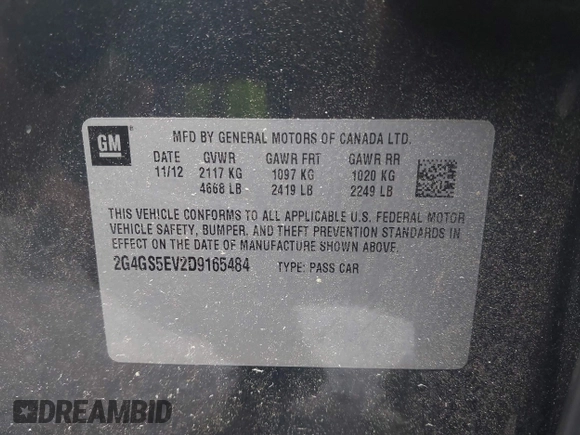 GM
MFD BY GENERAL MOTORS OF CANADA LTD.
DATE GVWR GAWR FRT GAWR RR
11/12 2117 KG 1097 KG 1020 KG
4668 LB 2419 LB 2249 LB
THIS VEHICLE CONFORMS TO ALL APPLICABLE U.S. FEDERAL MOTOR
VEHICLE SAFETY, BUMPER, AND THEFT PREVENTION STANDARDS IN
EFFECT ON THE DATE OF MANUFACTURE SHOWN ABOVE.
2G4GS5EV2D9165484 TYPE: PASS CAR
DREAMBID